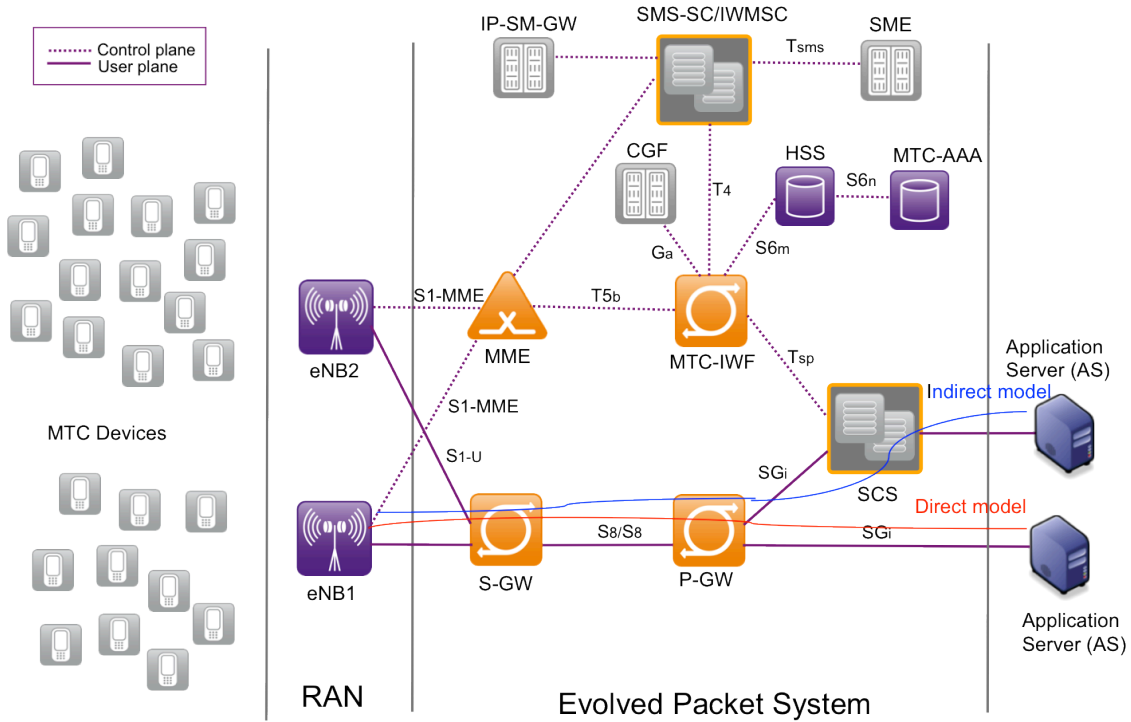 Control plane
User plane
IP-SM-GW
SMS-SC/IWMSC
SME
Tsms
CGF
HSS
MTC-AAA
T4
S6n
Ga
S6m
S1-MME
T5b
MME
MTC-IWF
eNB2
Tsp
Application
Server (AS)
Indirect model
S1-MME
MTC Devices
S1-U
SGi
SCS
Direct model
S8/S8
SGi
S-GW
P-GW
eNB1
Application
Server (AS)
RAN
Evolved Packet System